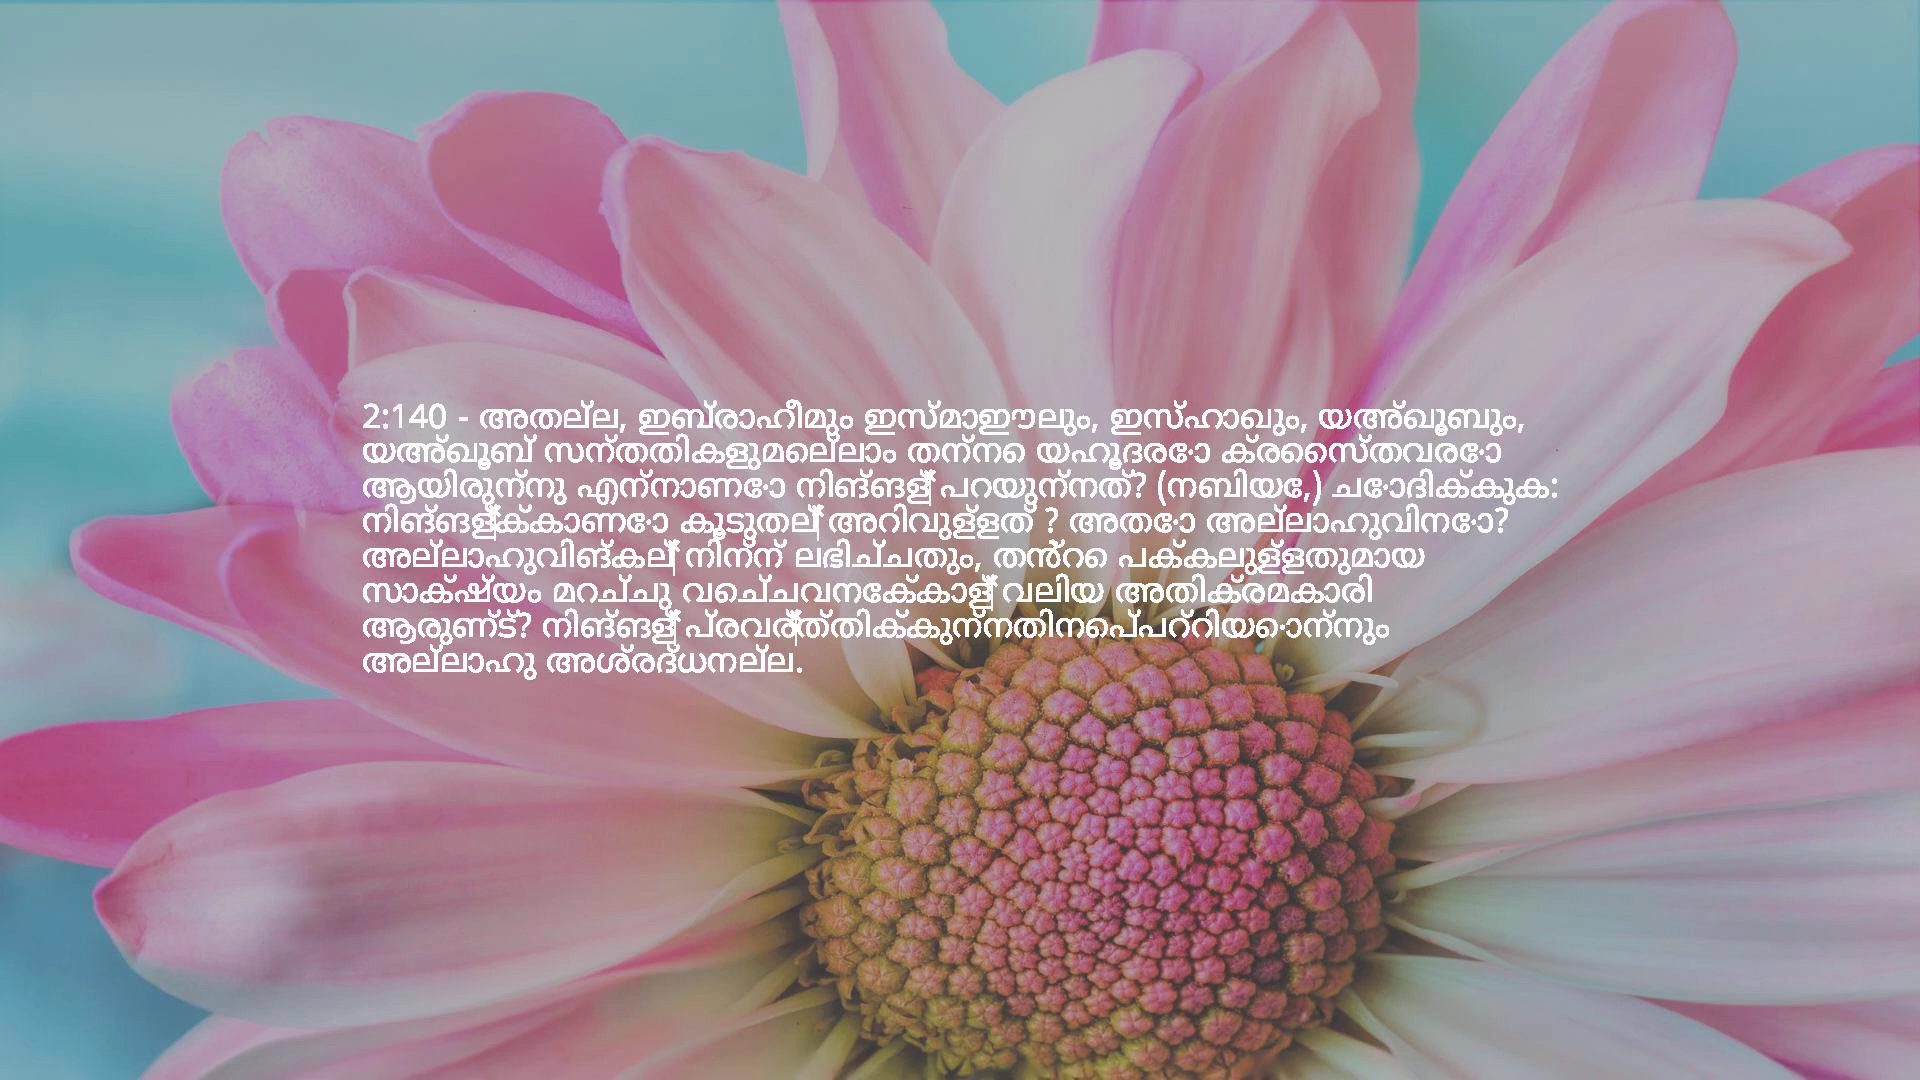 2:140 - അതല്ല, ഇബ്രാഹീമും ഇസ്മാഈലും, ഇസ്ഹാഖും, യഅ്ഖൂബും,
യഅ്ഖൂബ് സന്തതികളുമെല്ലാം തന്നെ യഹൂദരോ ക്രൈസ്തവരോ
ആയിരുന്നു എന്നാണോ നിങ്ങള്‍ പറയുന്നത്? (നബിയേ,) ചോദിക്കുക:
നിങ്ങള്‍ക്കാണോ കൂടുതല്‍ അറിവുള്ളത് ? അതോ അല്ലാഹുവിനോ?
അല്ലാഹുവിങ്കല്‍ നിന്ന് ലഭിച്ചതും, തന്‍റെ പക്കലുള്ളതുമായ
സാക്ഷ്യം മറച്ചു വെച്ചവനേക്കാള്‍ വലിയ അതിക്രമകാരി
ആരുണ്ട്? നിങ്ങള്‍ പ്രവര്‍ത്തിക്കുന്നതിനെപ്പറ്റിയൊന്നും
അല്ലാഹു അശ്രദ്ധനല്ല.